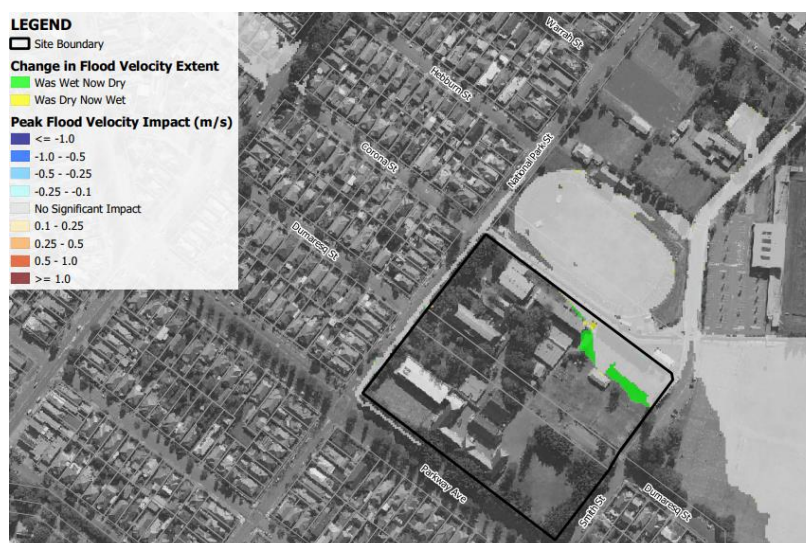 LEGEND
Site Boundary
Change in Flood Velocity Extent
Was Wet Now Dry
Was Dry Now Wet
Peak Flood Velocity Impact (m/s)
<= -1.0
-1.0 - -0.5
-0.5 - -0.25
-0.25 - -0.1
No Significant Impact
0.1 - 0.25
0.25 - 0.5
0.5 - 1.0
>= 1.0
Warrah St
Hebburn St
Corona St
National Park St
Dumaresq St
Parkway Ave
Smith St
Dumaresq St